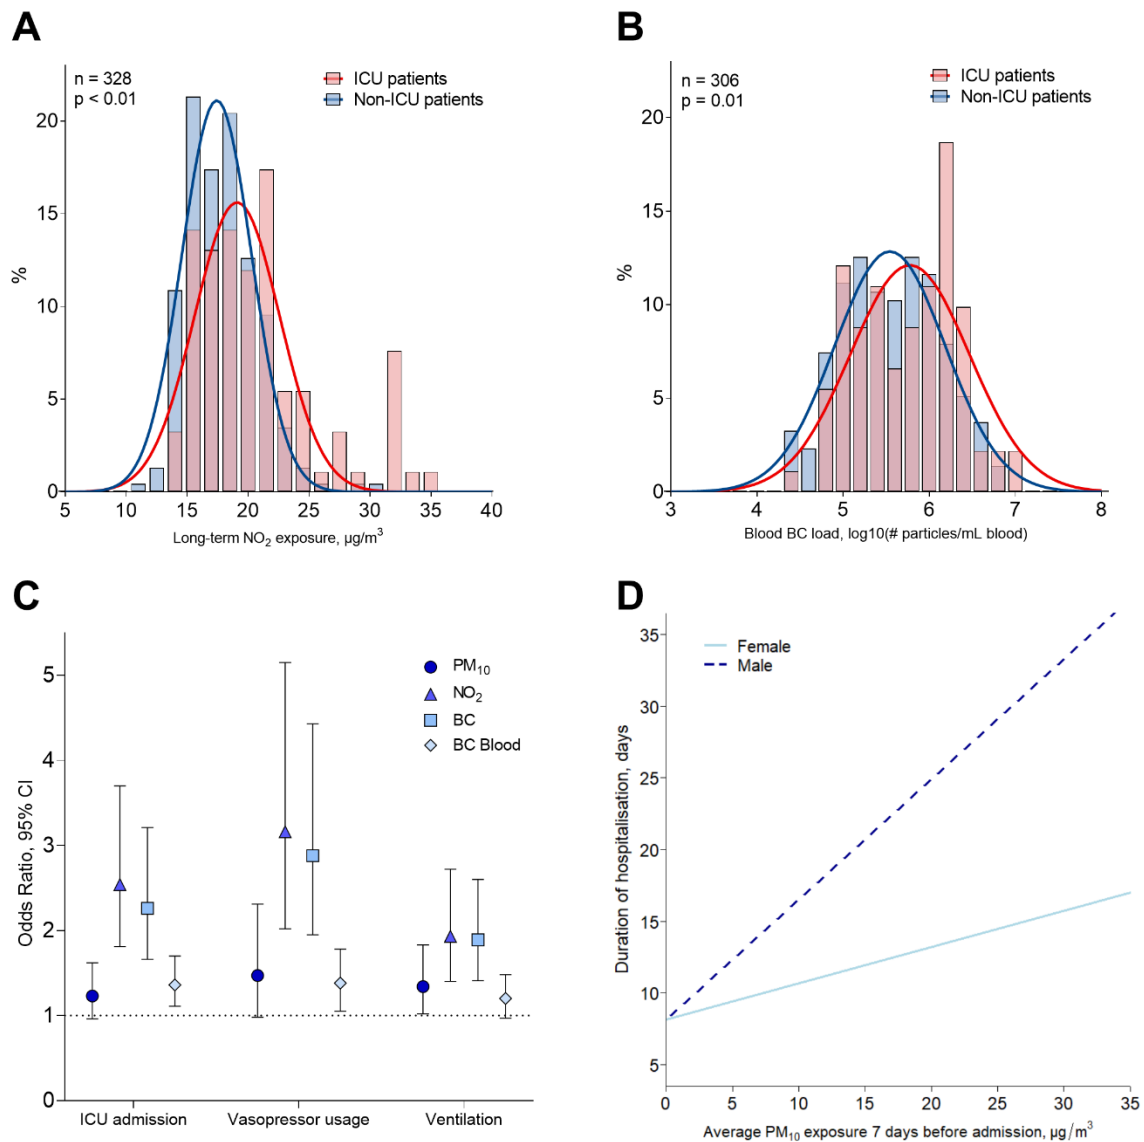 A
n = 328
p < 0.01
ICU patients
Non-ICU patients
%
20
15
10
5
0
5 10 15 20 25 30 35 40
Long-term NO₂ exposure, µg/m³
B
n = 306
p = 0.01
ICU patients
Non-ICU patients
%
20
15
10
5
0
3 4 5 6 7 8
Blood BC load, log10(# particles/mL blood)
C
PM₁₀
NO₂
BC
BC Blood
Odds Ratio, 95% CI
5
4
3
2
1
0
ICU admission Vasopressor usage Ventilation
D
Female
Male
Duration of hospitalisation, days
35
30
25
20
15
10
5
0 5 10 15 20 25 30 35
Average PM₁₀ exposure 7 days before admission, µg/m³